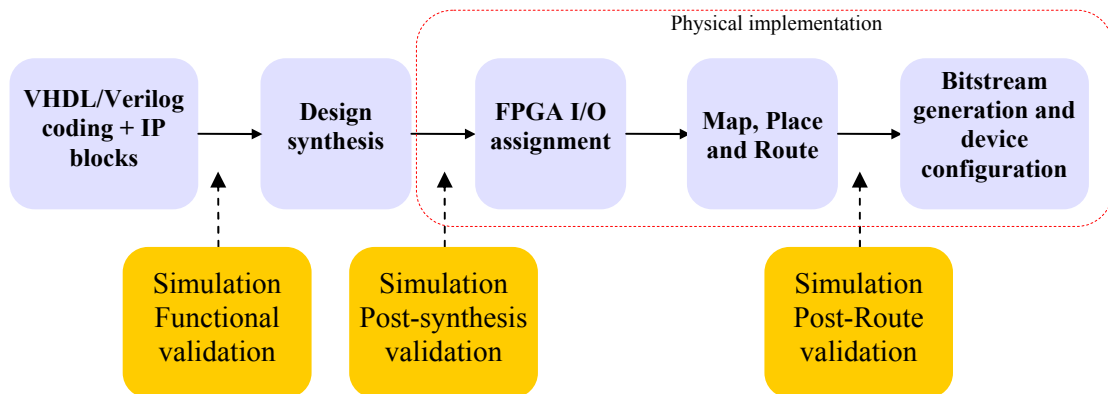 Physical implementation
VHDL/Verilog
coding + IP
blocks
Design
synthesis
FPGA I/O
assignment
Map, Place
and Route
Bitstream
generation and
device
configuration
Simulation
Functional
validation
Simulation
Post-synthesis
validation
Simulation
Post-Route
validation